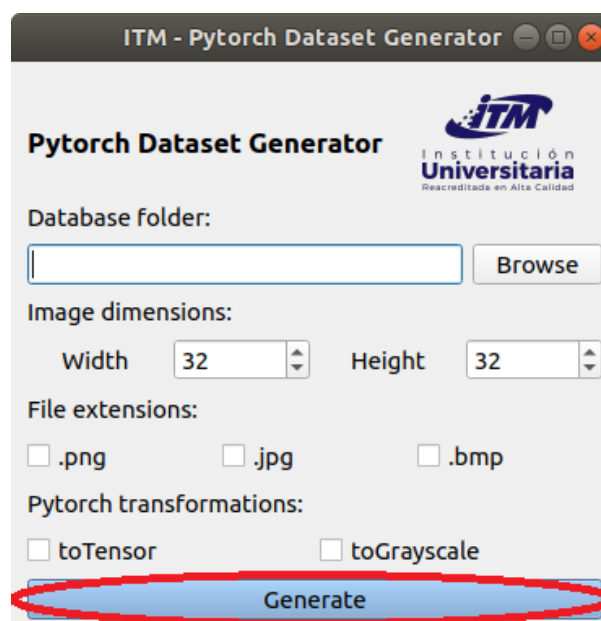 ITM - Pytorch Dataset Generator
iTM
Pytorch Dataset Generator
Institución
Universitaria
Reacreditada en Alta Calidad
Database folder:
Browse
Image dimensions:
Width 32 Height 32
File extensions:
.png .jpg .bmp
Pytorch transformations:
toTensor toGrayscale
Generate